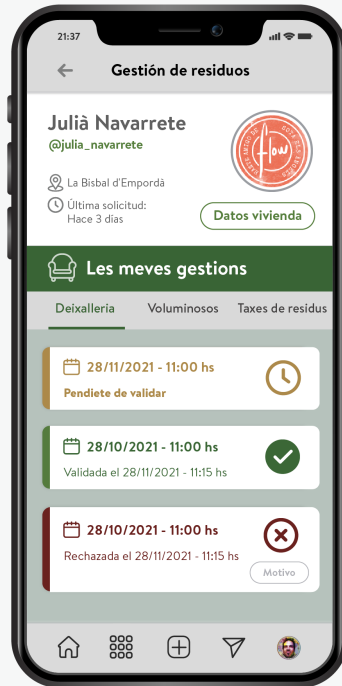 21:37
Gestión de residuos
Julià Navarrete
@julia_navarrete
La Bisbal d'Empordà
Última solicitud:
Hace 3 dias
flow
Datos vivienda
Les meves gestions
Deixalleria Voluminosos Taxes de residus
28/11/2021 - 11:00 hs
Pendiete de validar
28/10/2021 - 11:00 hs
Validada el 28/11/2021 - 11:15 hs
28/10/2021 - 11:00 hs
Rechazada el 28/11/2021 - 11:15 hs
Motivo